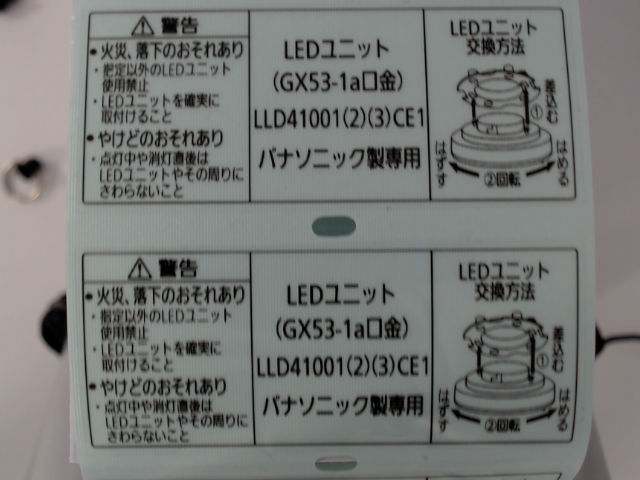 ⚠ 警告
• 火災、落下のおそれあり
・把定以外のLEDユニット
使用禁止
・LEDユニットを確実に
取付けること
• やけどのおそれあり
・点灯中や消灯直後は
LEDユニットやその周りに
さわらないこと
LEDユニット
(GX53-1a口金)
LLD41001(2)(3)CE1
パナソニック製専用
LEDユニット
交換方法
差込む
①
はずす
②回転
はめる
⚠ 警告
• 火災、落下のおそれあり
・指定以外のLEDユニット
使用禁止
・LEDユニットを確実に
取付けること
• やけどのおそれあり
・点灯中や消灯直後は
LEDユニットやその周りに
さわらないこと
LEDユニット
(GX53-1a口金)
LLD41001(2)(3)CE1
パナソニック製専用
LEDユニット
交換方法
差込む
①
はずす
②回転
はめる